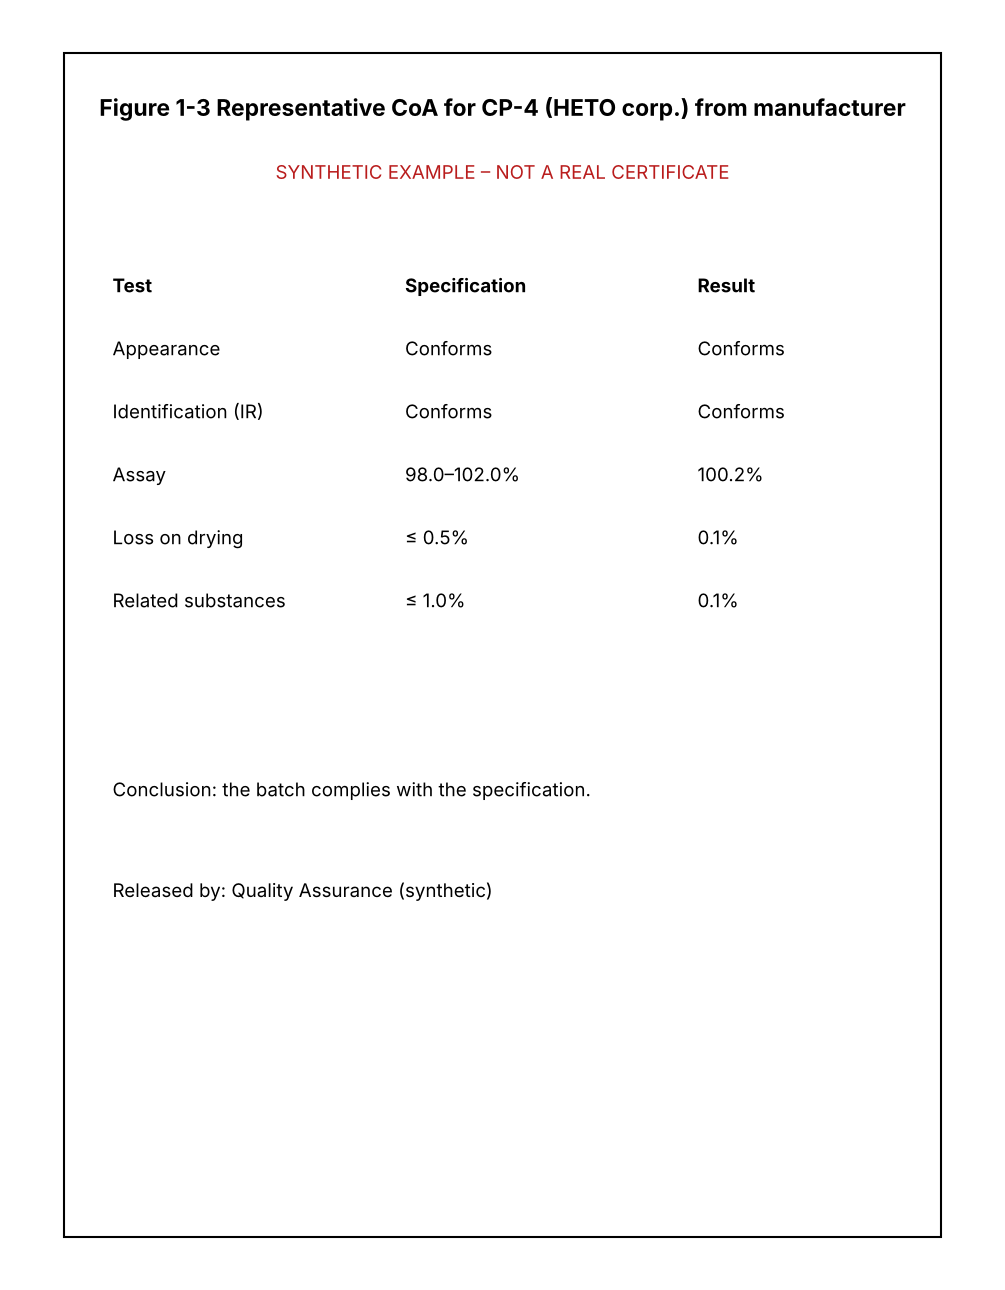 Figure 1-3 Representative CoA for CP-4 (HETO corp.) from manufacturer
SYNTHETIC EXAMPLE – NOT A REAL CERTIFICATE
Test Specification Result
Appearance Conforms Conforms
Identification (IR) Conforms Conforms
Assay 98.0–102.0% 100.2%
Loss on drying ≤ 0.5% 0.1%
Related substances ≤ 1.0% 0.1%
Conclusion: the batch complies with the specification.
Released by: Quality Assurance (synthetic)